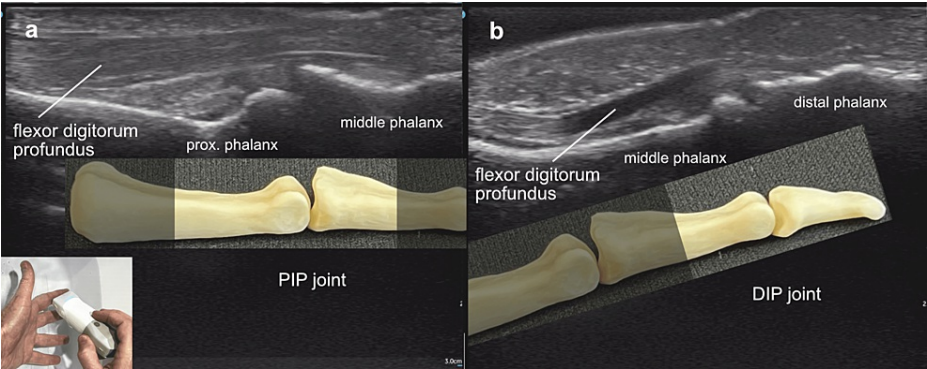 a
flexor digitorum
profundus
prox. phalanx
middle phalanx
PIP joint
3.0cm
b
flexor digitorum
profundus
middle phalanx
distal phalanx
DIP joint
2